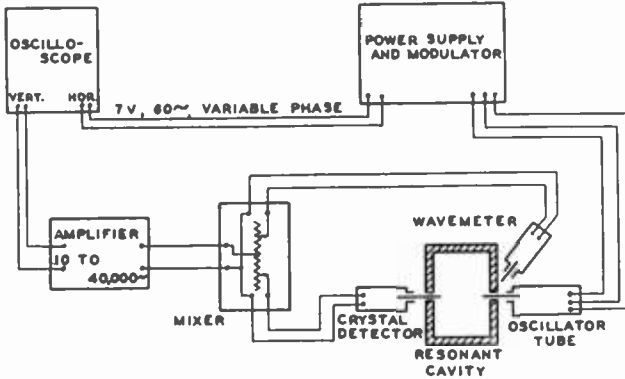 OSCILLO-
SCOPE
VERT. HOR.
POWER SUPPLY
AND MODULATOR
7V, 60~, VARIABLE PHASE
AMPLIFIER
10 TO
40,000~
MIXER
WAVEMETER
CRYSTAL
DETECTOR
RESONANT
CAVITY
OSCILLATOR
TUBE